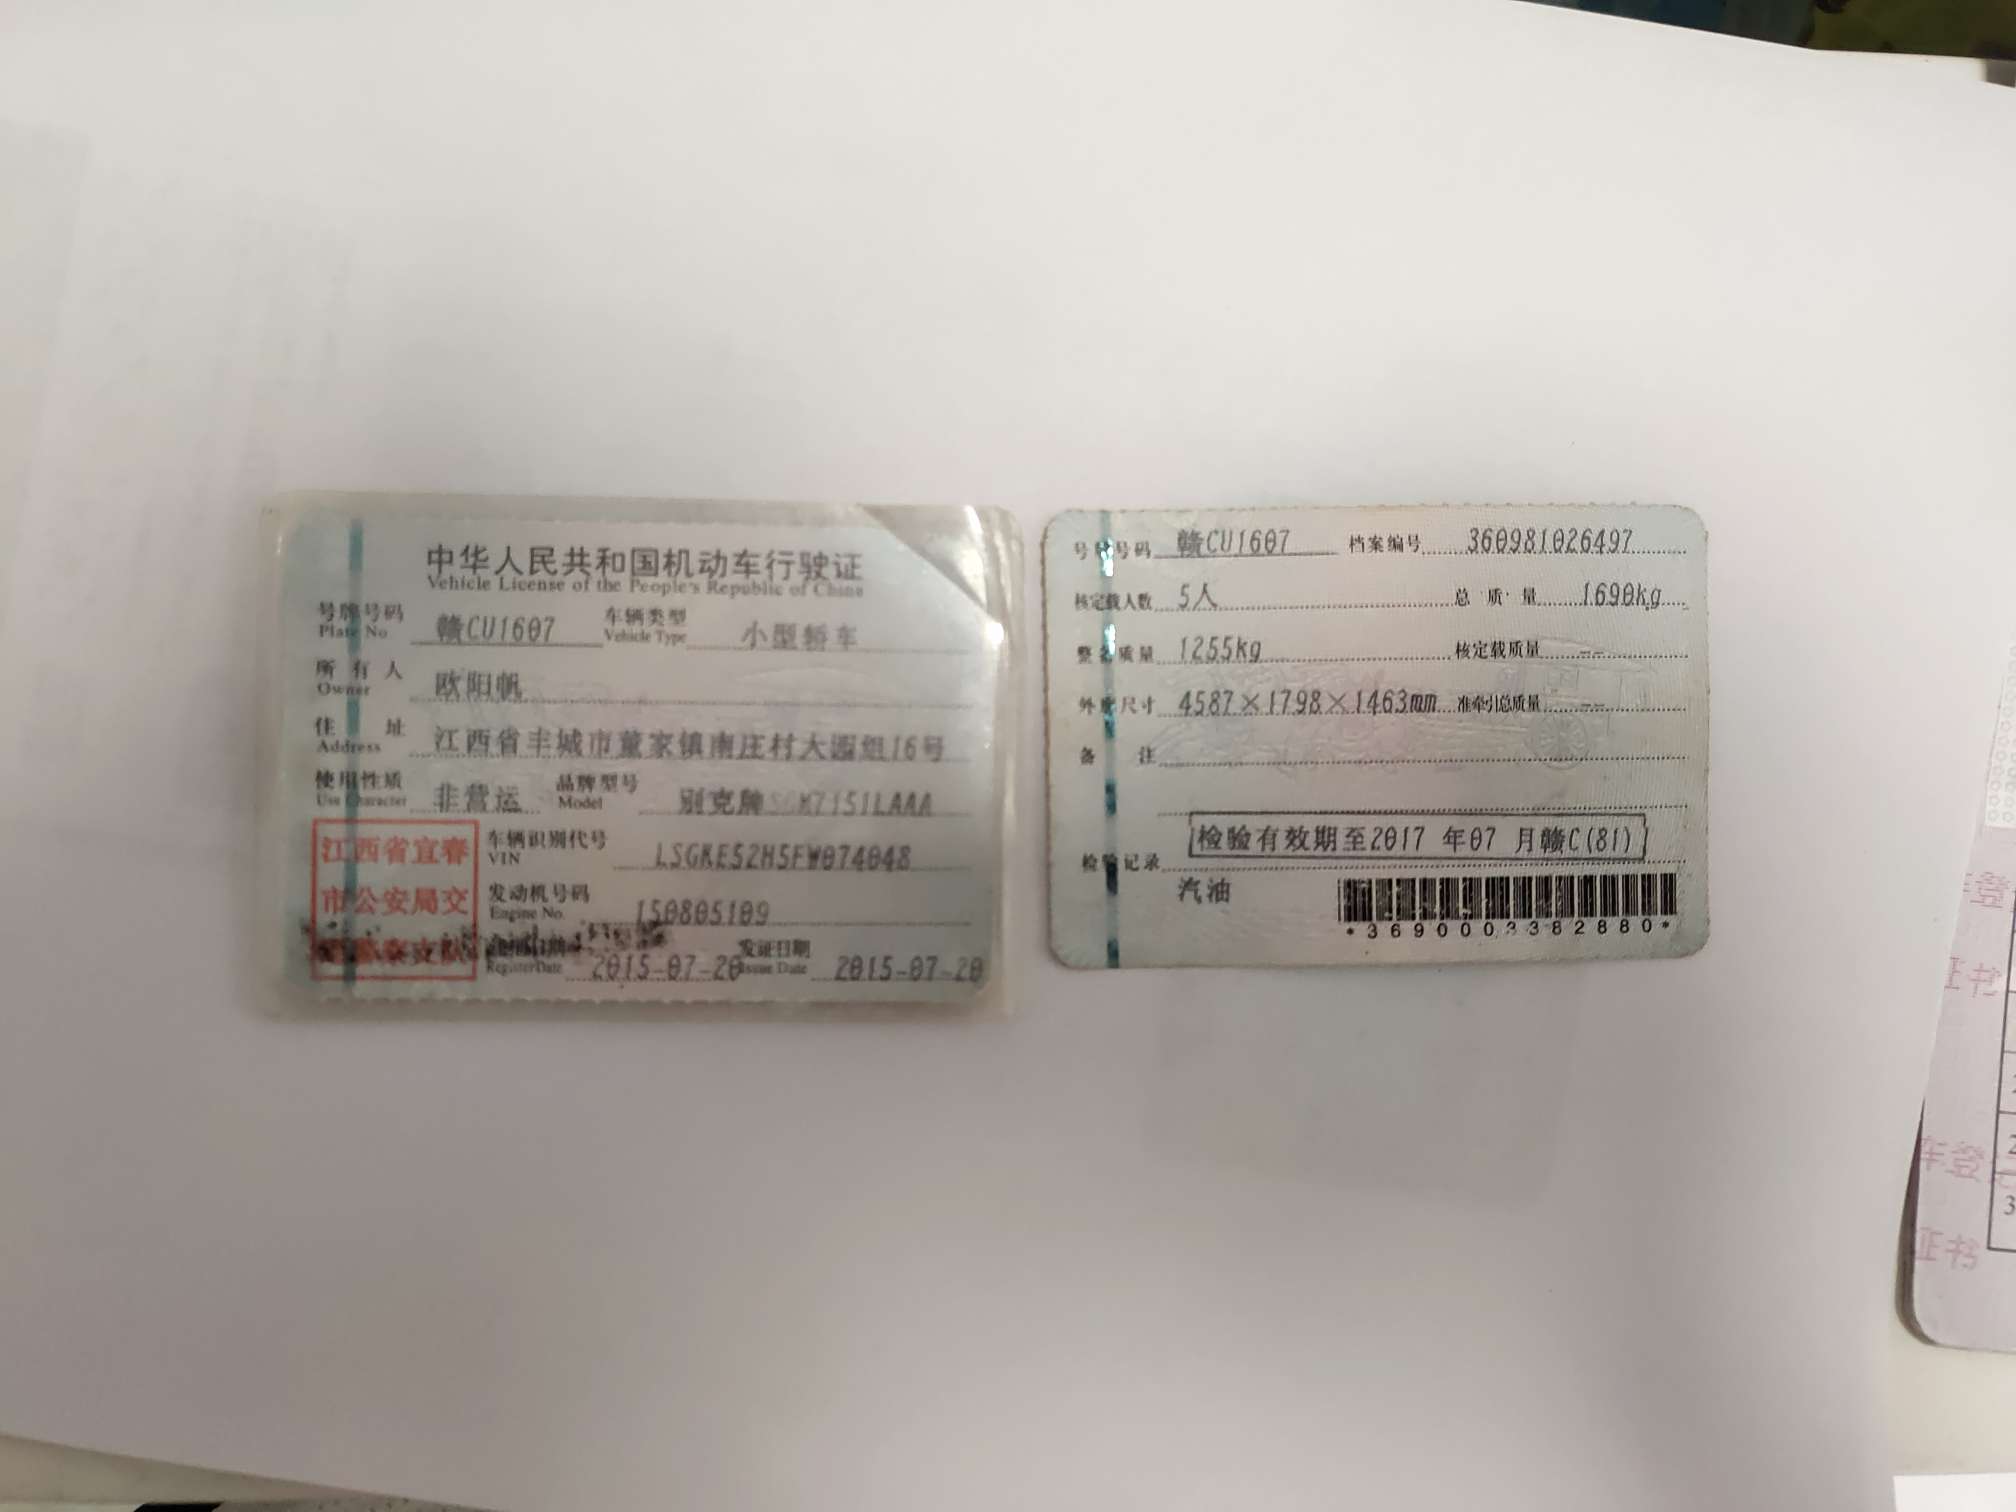 中华人民共和国机动车行驶证
Vehicle License of the People's Republic of China
号牌号码 赣CU1607 车辆类型 小型轿车
Plate No. Vehicle Type
所有人 欧阳帆
Owner
住址 江西省丰城市董家镇南庄村大园组16号
Address
使用性质 非营运 品牌型号 别克牌SGM7151LAAA
Use Character Model
江西省宜春
市公安局交
警察支队
车辆识别代号 LSGKE52H5FW074048
VIN
发动机号码 150805109
Engine No.
2015-07-20 发证日期 2015-07-20
Register Date Issue Date
号牌号码 赣CU1607 档案编号 360981026497
核定载人数 5人 总质量 1690kg
整备质量 1255kg 核定载质量 --
外廓尺寸 4587×1798×1463mm 准牵引总质量 --
备注
检验有效期至2017 年07 月赣C(81)
检验记录
汽油
*3690003382880*
车登
证书
车登
证书